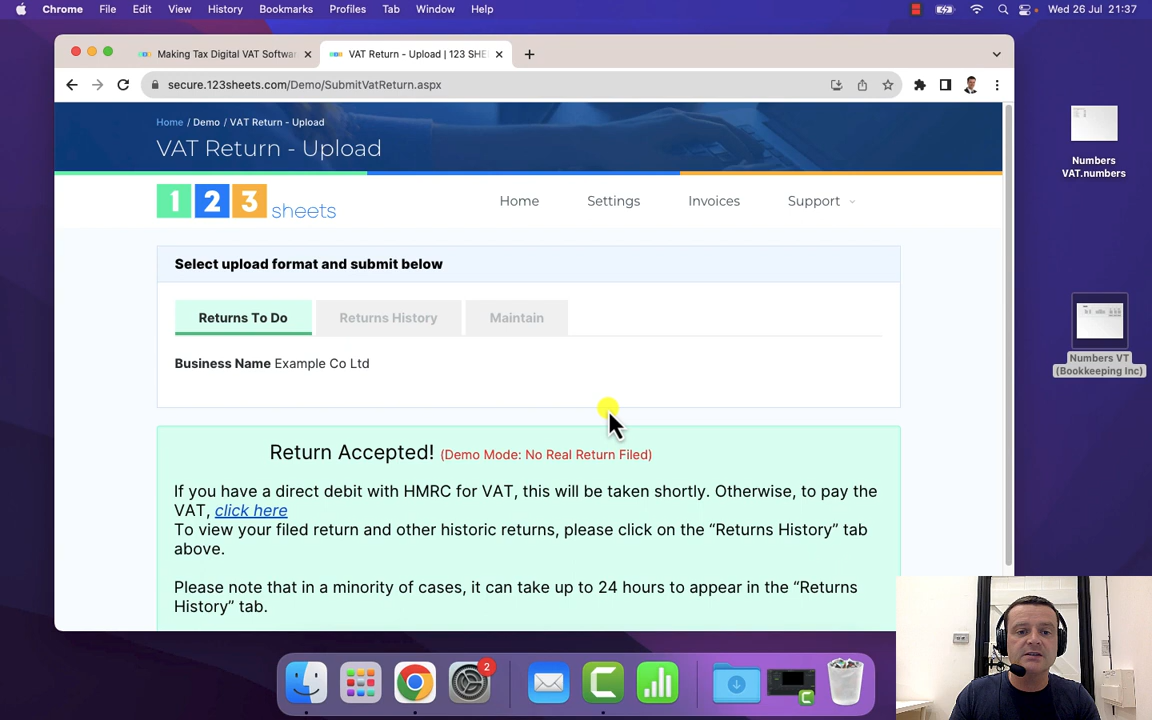 Chrome File Edit View History Bookmarks Profiles Tab Window Help Wed 26 Jul 21:37
Making Tax Digital VAT Softwa
VAT Return - Upload | 123 SHE
secure.123sheets.com/Demo/SubmitVatReturn.aspx
Home / Demo / VAT Return - Upload
VAT Return - Upload
123 sheets
Home Settings Invoices Support
Select upload format and submit below
Returns To Do Returns History Maintain
Business Name Example Co Ltd
Return Accepted! (Demo Mode: No Real Return Filed)
If you have a direct debit with HMRC for VAT, this will be taken shortly. Otherwise, to pay the
VAT, click here
To view your filed return and other historic returns, please click on the “Returns History” tab
above.
Please note that in a minority of cases, it can take up to 24 hours to appear in the “Returns
History” tab.
Numbers
VAT.numbers
Numbers VT
(Bookkeeping Inc)
2